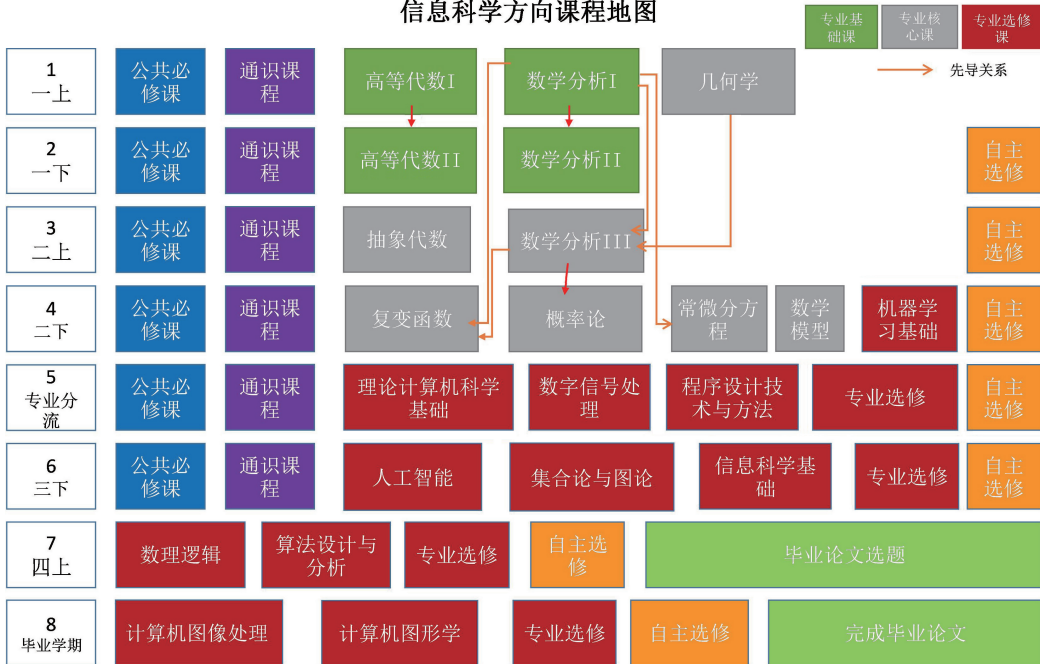 信息科学方向课程地图
专业基
础课
专业核
心课
专业选修
课
先导关系
1
一上
公共必
修课
通识课
程
高等代数I
数学分析I
几何学
2
一下
公共必
修课
通识课
程
高等代数II
数学分析II
自主
选修
3
二上
公共必
修课
通识课
程
抽象代数
数学分析III
自主
选修
4
二下
公共必
修课
通识课
程
复变函数
概率论
常微分方
程
数学
模型
机器学
习基础
自主
选修
5
专业分
流
公共必
修课
通识课
程
理论计算机科学
基础
数字信号处
理
程序设计技
术与方法
专业选修
自主
选修
6
三下
公共必
修课
通识课
程
人工智能
集合论与图论
信息科学基
础
专业选修
自主
选修
7
四上
数理逻辑
算法设计与
分析
专业选修
自主选
修
毕业论文选题
8
毕业学期
计算机图像处理
计算机图形学
专业选修
自主选修
完成毕业论文